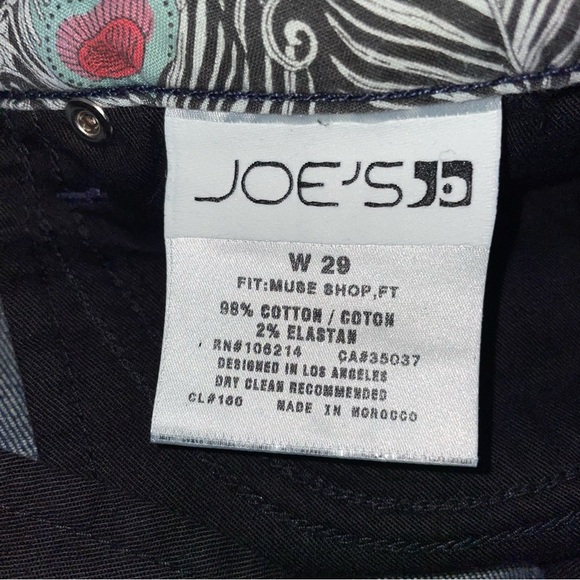 JOE'S
W 29
FIT:MUSE SHOP,FT
98% COTTON / COTON
2% ELASTAN
RN#106214 CA#35037
DESIGNED IN LOS ANGELES
DRY CLEAN RECOMMENDED
CL#160 MADE IN MOROCCO